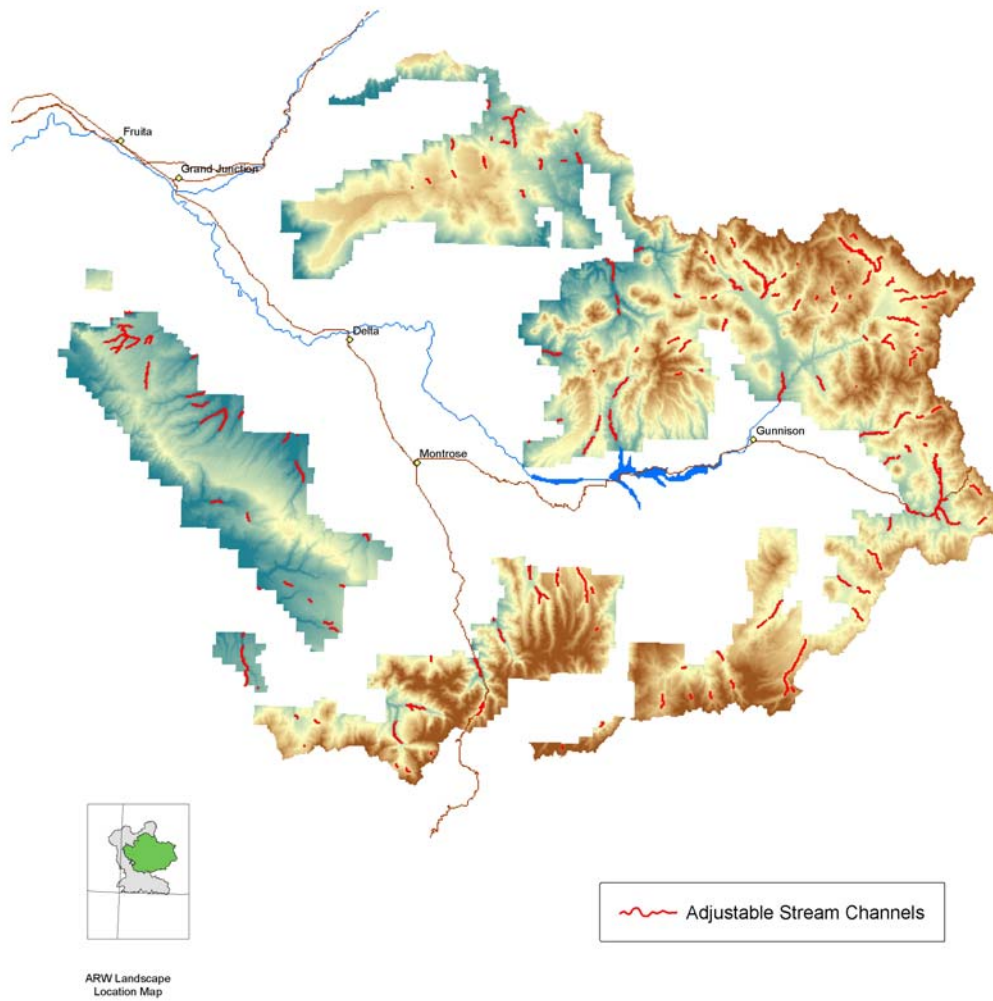 Fruita
Grand Junction
Delta
Montrose
Gunnison
Adjustable Stream Channels
ARW Landscape
Location Map